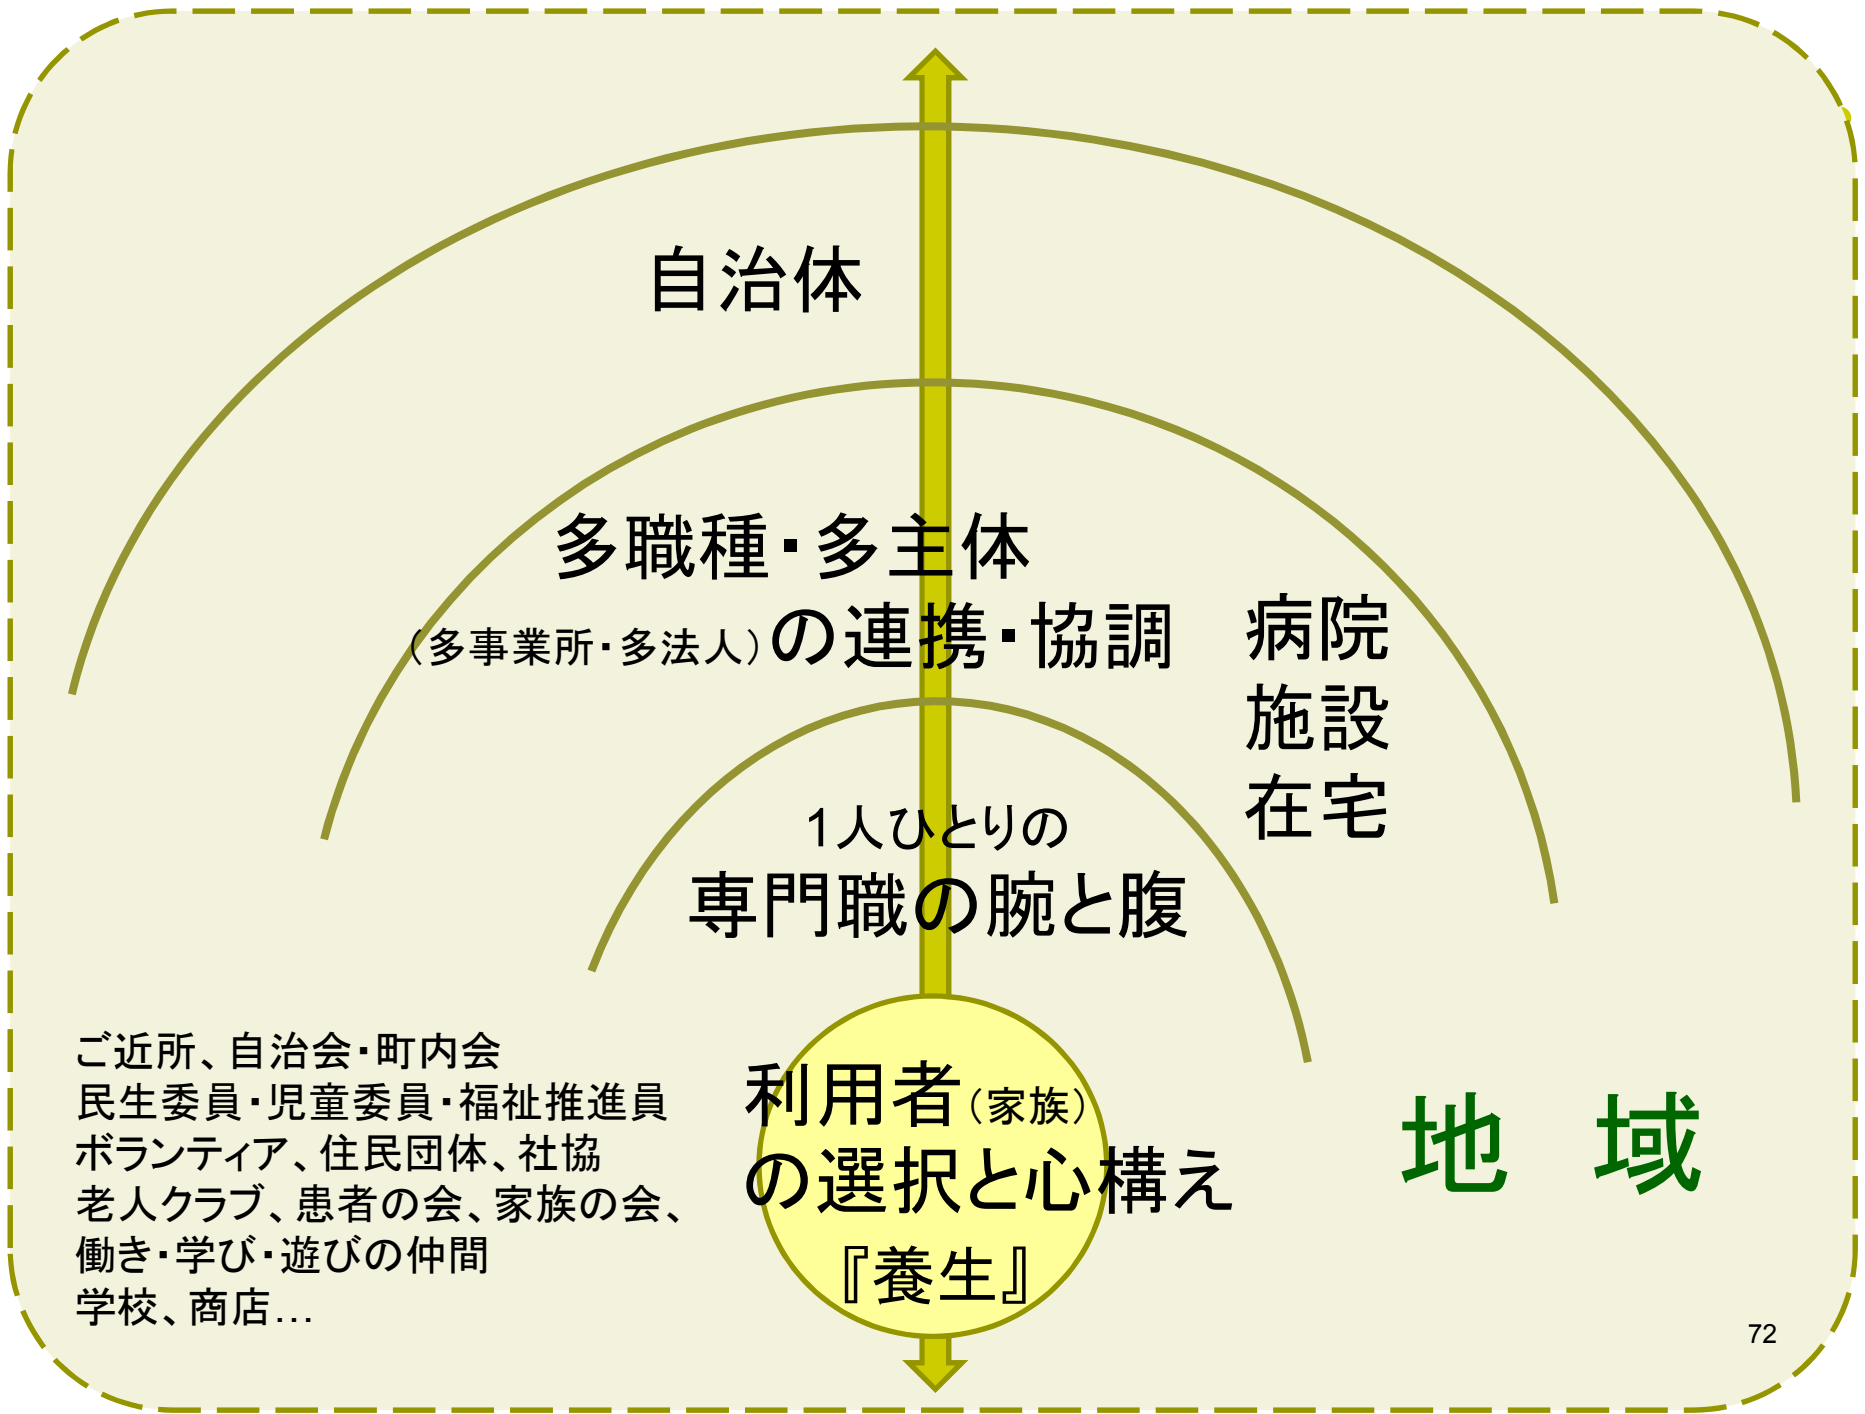 自治体
多職種・多主体
（多事業所・多法人）の連携・協調
病院
施設
在宅
1人ひとりの
専門職の腕と腹
ご近所、自治会・町内会
民生委員・児童委員・福祉推進員
ボランティア、住民団体、社協
老人クラブ、患者の会、家族の会、
働き・学び・遊びの仲間
学校、商店…
利用者（家族）
の選択と心構え
『養生』
地　域
72